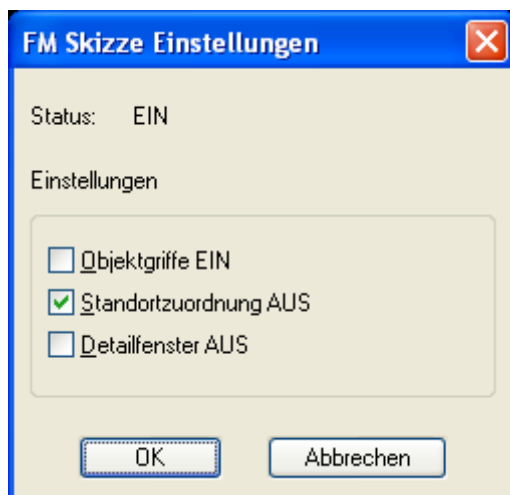 FM Skizze Einstellungen
Status: EIN
Einstellungen
Objektgriffe EIN
Standortzuordnung AUS
Detailfenster AUS
OK Abbrechen